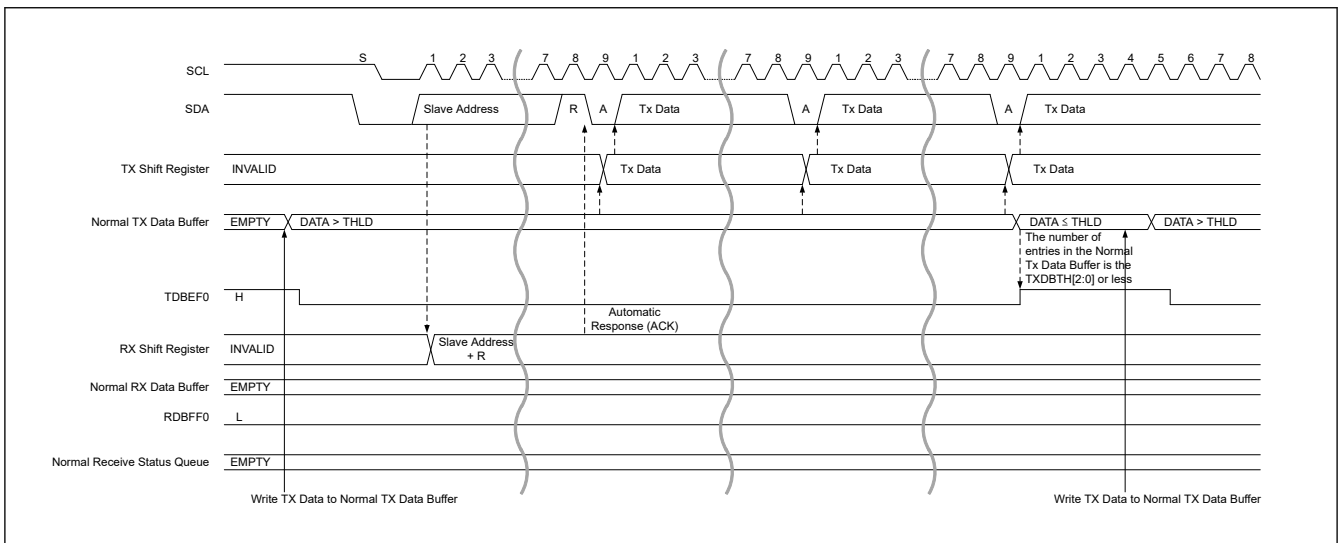 S 1 2 3 7 8 9 1 2 3 7 8 9 1 2 3 7 8 9 1 2 3 4 5 6 7 8
SCL
SDA Slave Address R A Tx Data A Tx Data A Tx Data
TX Shift Register INVALID Tx Data Tx Data Tx Data
Normal TX Data Buffer EMPTY DATA > THLD DATA ≤ THLD DATA > THLD
The number of
entries in the Normal
Tx Data Buffer is the
TXDBTH[2:0] or less
TDBEF0 H
Automatic
Response (ACK)
RX Shift Register INVALID Slave Address
+ R
Normal RX Data Buffer EMPTY
RDBFF0 L
Normal Receive Status Queue EMPTY
Write TX Data to Normal TX Data Buffer Write TX Data to Normal TX Data Buffer